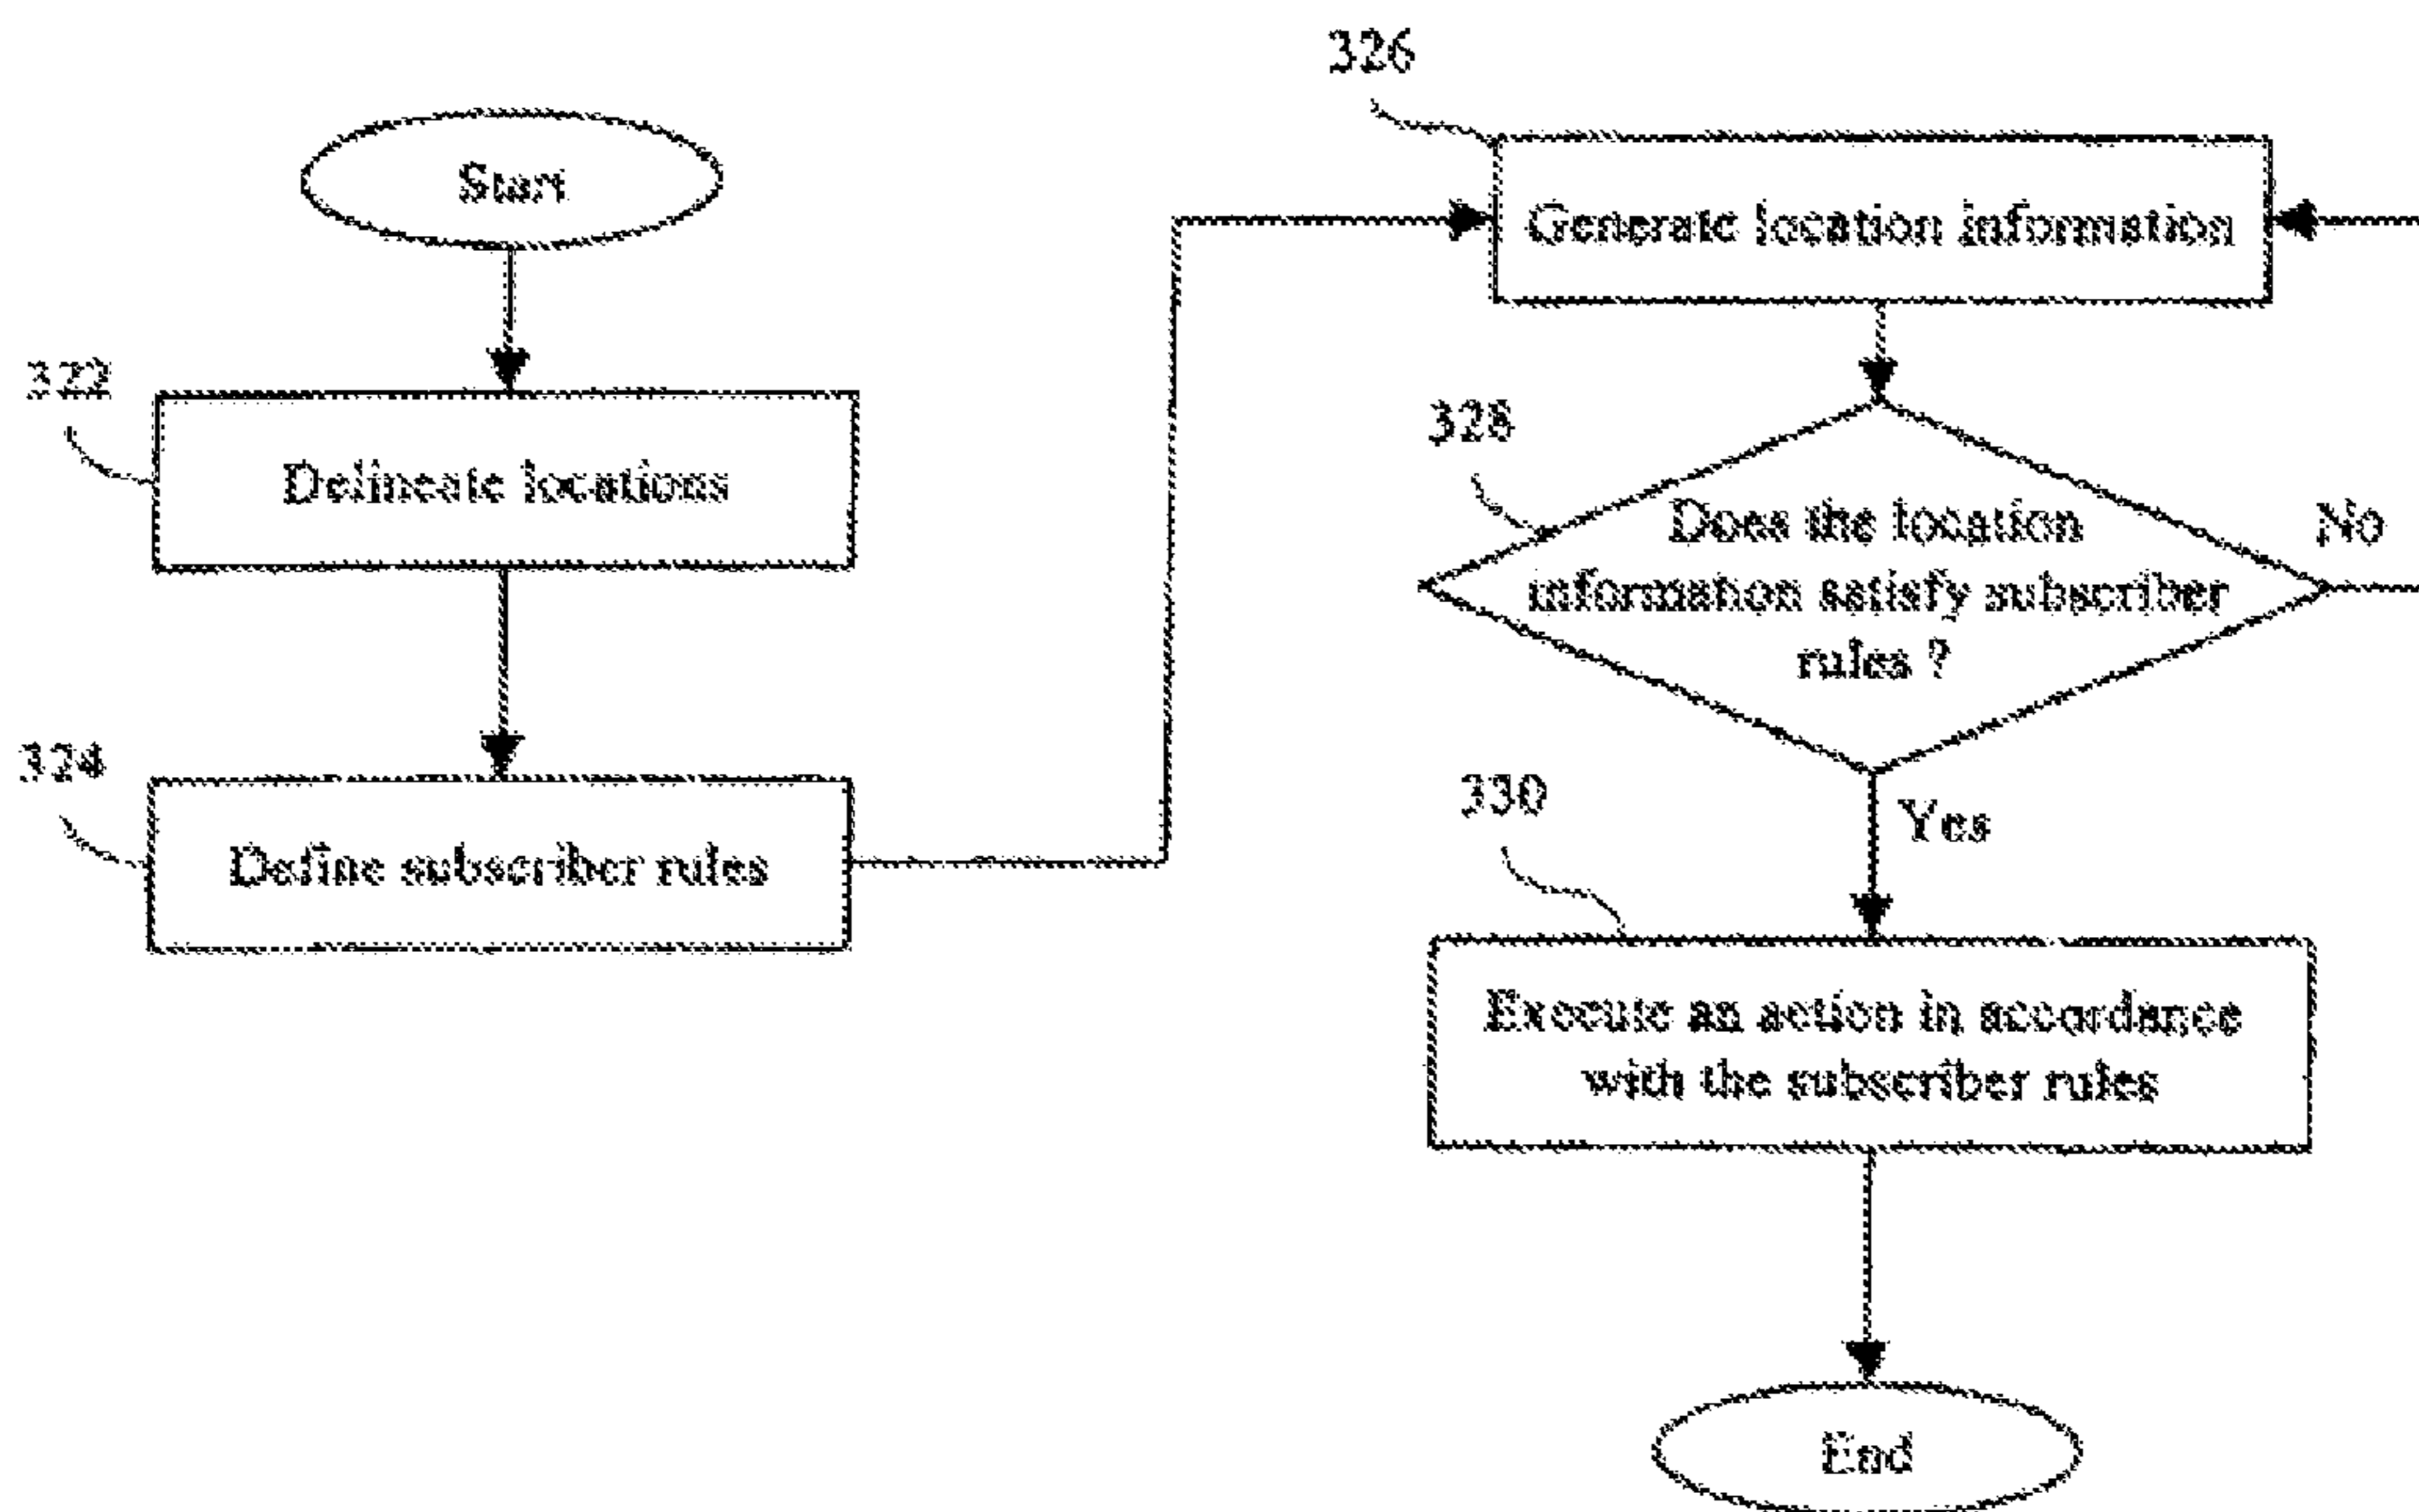 Start
322
Delineate locations
324
Define subscriber rules
326
Generate location information
328
Does the location
information satisfy subscriber
rules ?
No
Yes
330
Execute an action in accordance
with the subscriber rules
End